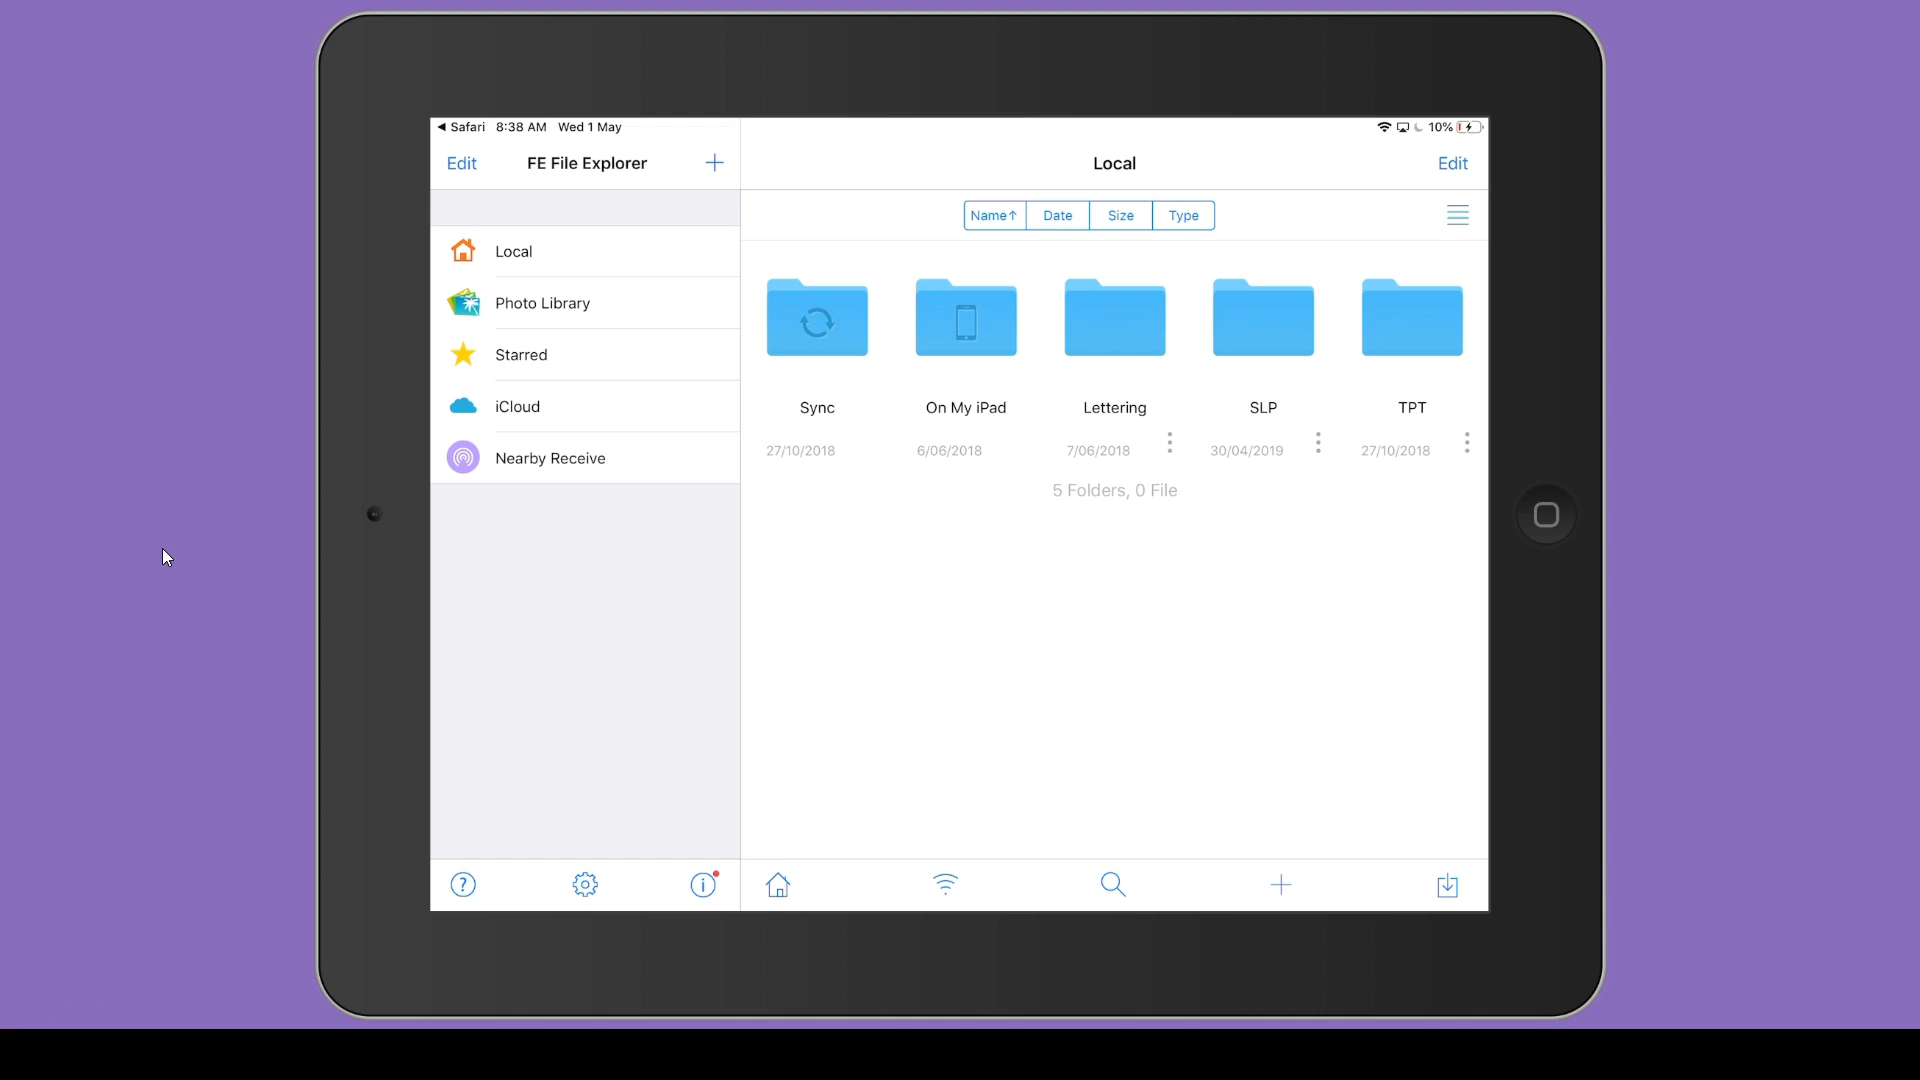 ◀ Safari 8:38 AM Wed 1 May
10%
Edit FE File Explorer +
Local
Edit
Name↑ Date Size Type
Local
Photo Library
Starred
iCloud
Nearby Receive
Sync On My iPad Lettering SLP TPT
27/10/2018 6/06/2018 7/06/2018 30/04/2019 27/10/2018
5 Folders, 0 File